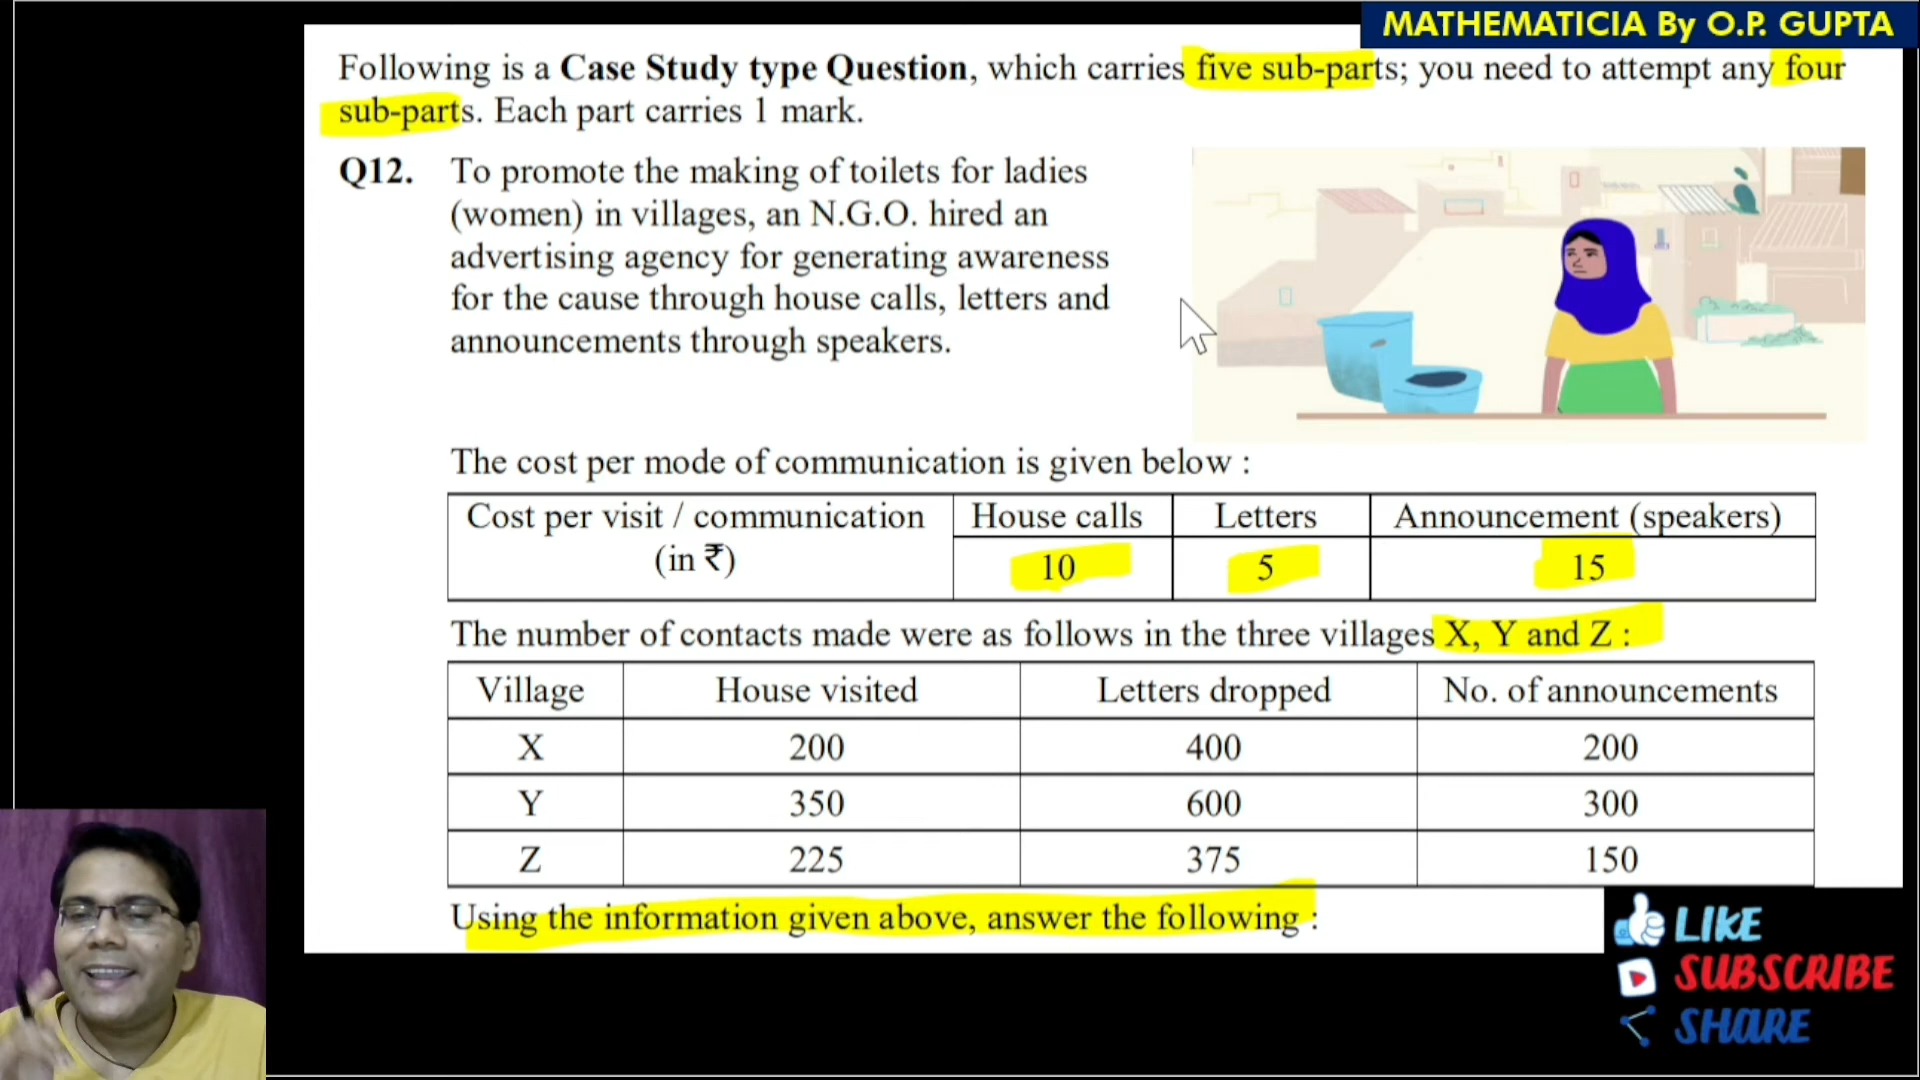 MATHEMATICIA By O.P. GUPTA
Following is a Case Study type Question, which carries five sub-parts; you need to attempt any four
sub-parts. Each part carries 1 mark.
Q12. To promote the making of toilets for ladies
(women) in villages, an N.G.O. hired an
advertising agency for generating awareness
for the cause through house calls, letters and
announcements through speakers.
The cost per mode of communication is given below :
Cost per visit / communication House calls Letters Announcement (speakers)
(in ₹) 10 5 15
The number of contacts made were as follows in the three villages X, Y and Z :
Village House visited Letters dropped No. of announcements
X 200 400 200
Y 350 600 300
Z 225 375 150
Using the information given above, answer the following :
LIKE
SUBSCRIBE
SHARE